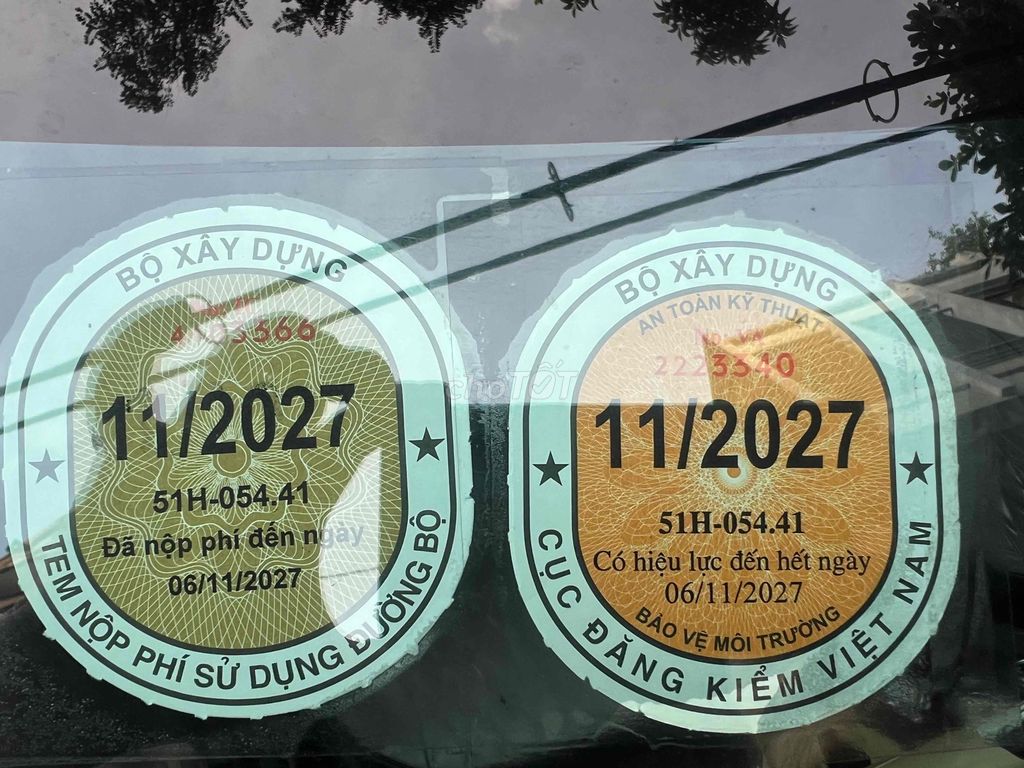 BỘ XÂY DỰNG
11/2027
51H-054.41
Đã nộp phí đến ngày
06/11/2027
TEM NỘP PHÍ SỬ DỤNG ĐƯỜNG BỘ
BỘ XÂY DỰNG
AN TOÀN KỸ THUẬT
2223340
11/2027
51H-054.41
Có hiệu lực đến hết ngày
06/11/2027
BẢO VỆ MÔI TRƯỜNG
CỤC ĐĂNG KIỂM VIỆT NAM
chợTỐT